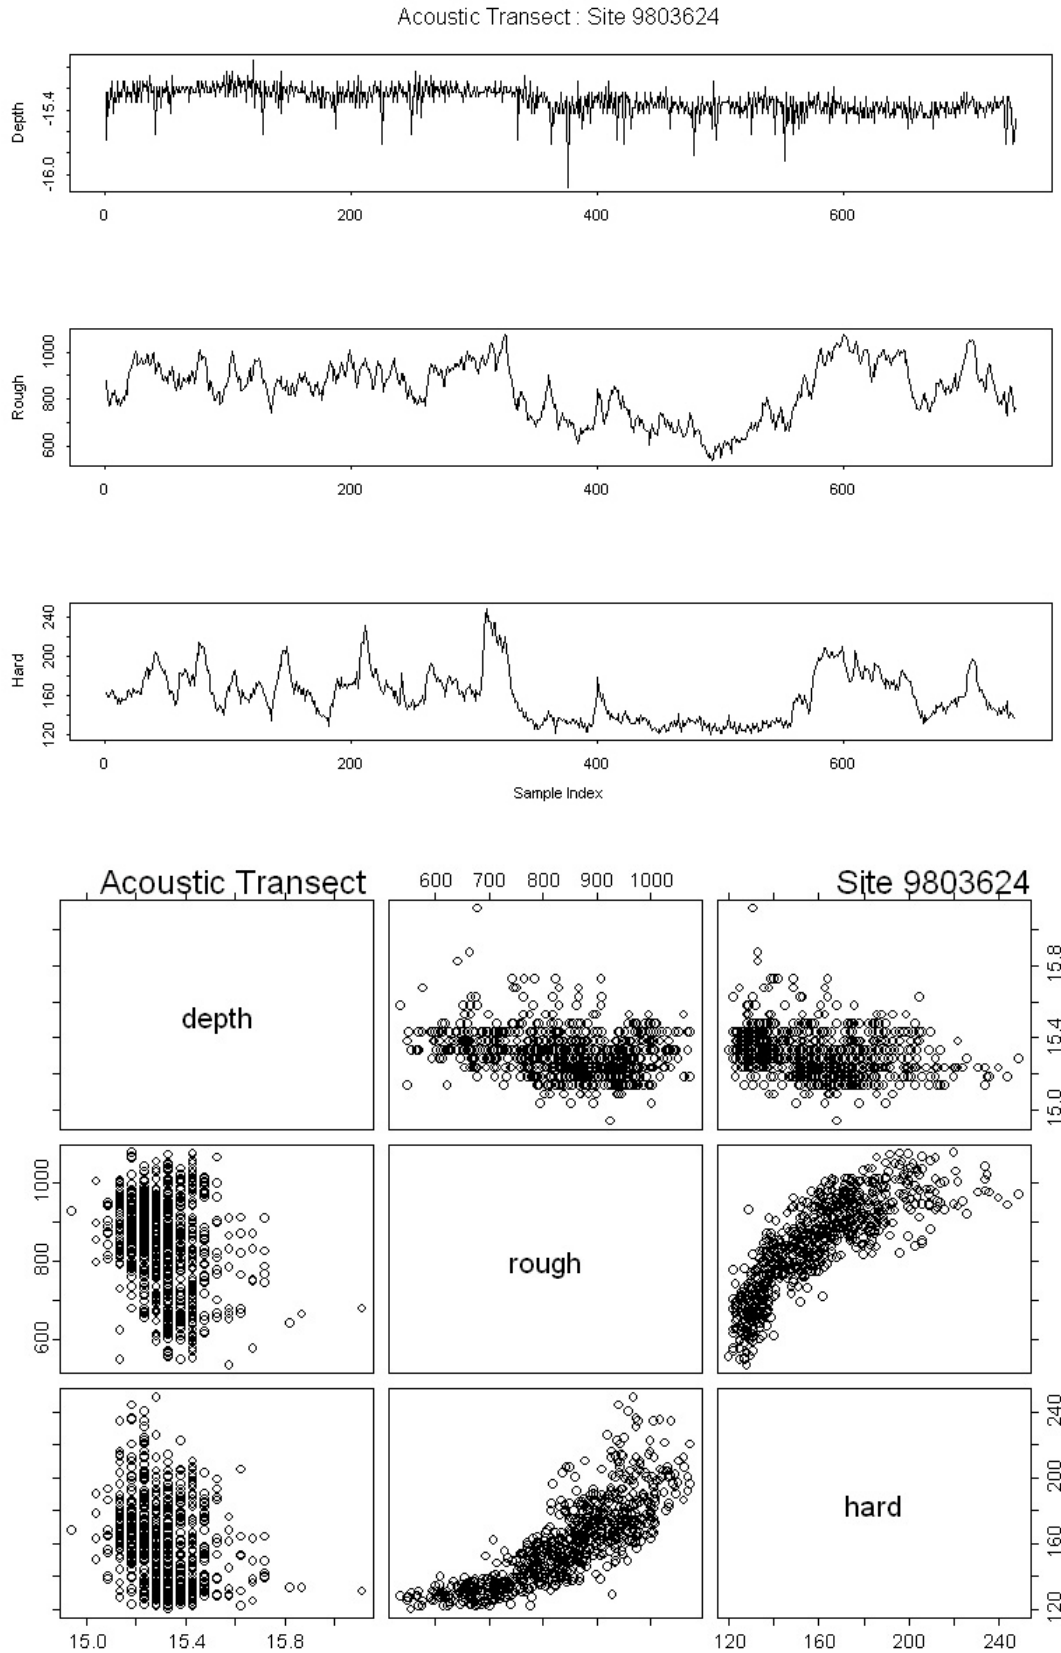 Acoustic Transect : Site 9803624
Depth
-15.4
-16.0
0 200 400 600
Rough
1000
800
600
0 200 400 600
Hard
240
200
160
120
0 200 400 600
Sample Index
Acoustic Transect
600 700 800 900 1000
Site 9803624
depth
15.8
15.4
15.0
1000
800
600
rough
hard
240
200
160
120
15.0 15.4 15.8
120 160 200 240